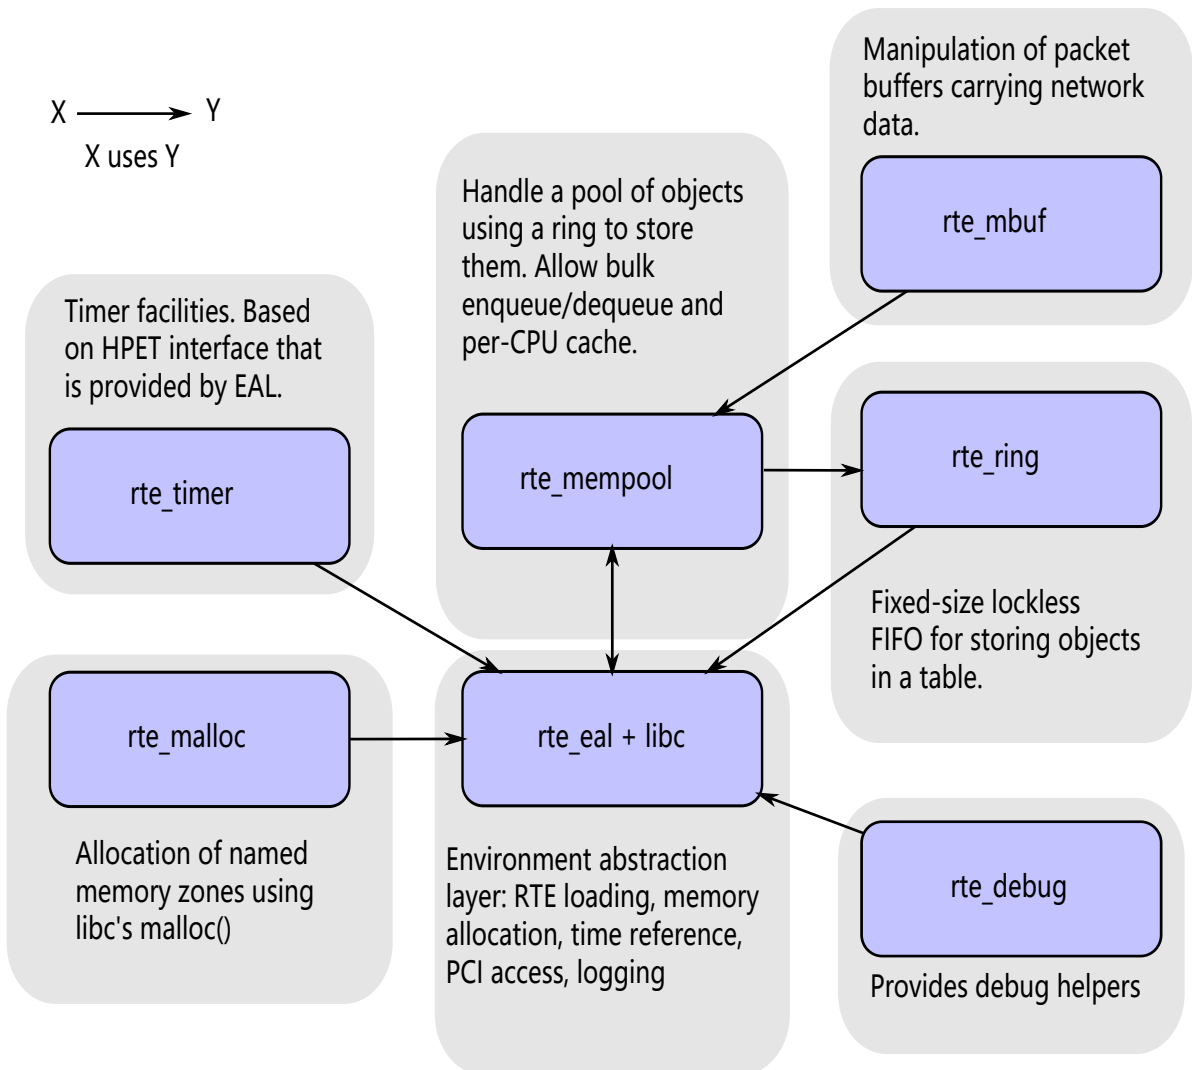 X Y
X uses Y
Manipulation of packet
buffers carrying network
data.
rte_mbuf
Handle a pool of objects
using a ring to store
them. Allow bulk
enqueue/dequeue and
per-CPU cache.
rte_mempool
Timer facilities. Based
on HPET interface that
is provided by EAL.
rte_timer
rte_ring
Fixed-size lockless
FIFO for storing objects
in a table.
rte_malloc
Allocation of named
memory zones using
libc's malloc()
rte_eal + libc
Environment abstraction
layer: RTE loading, memory
allocation, time reference,
PCI access, logging
rte_debug
Provides debug helpers